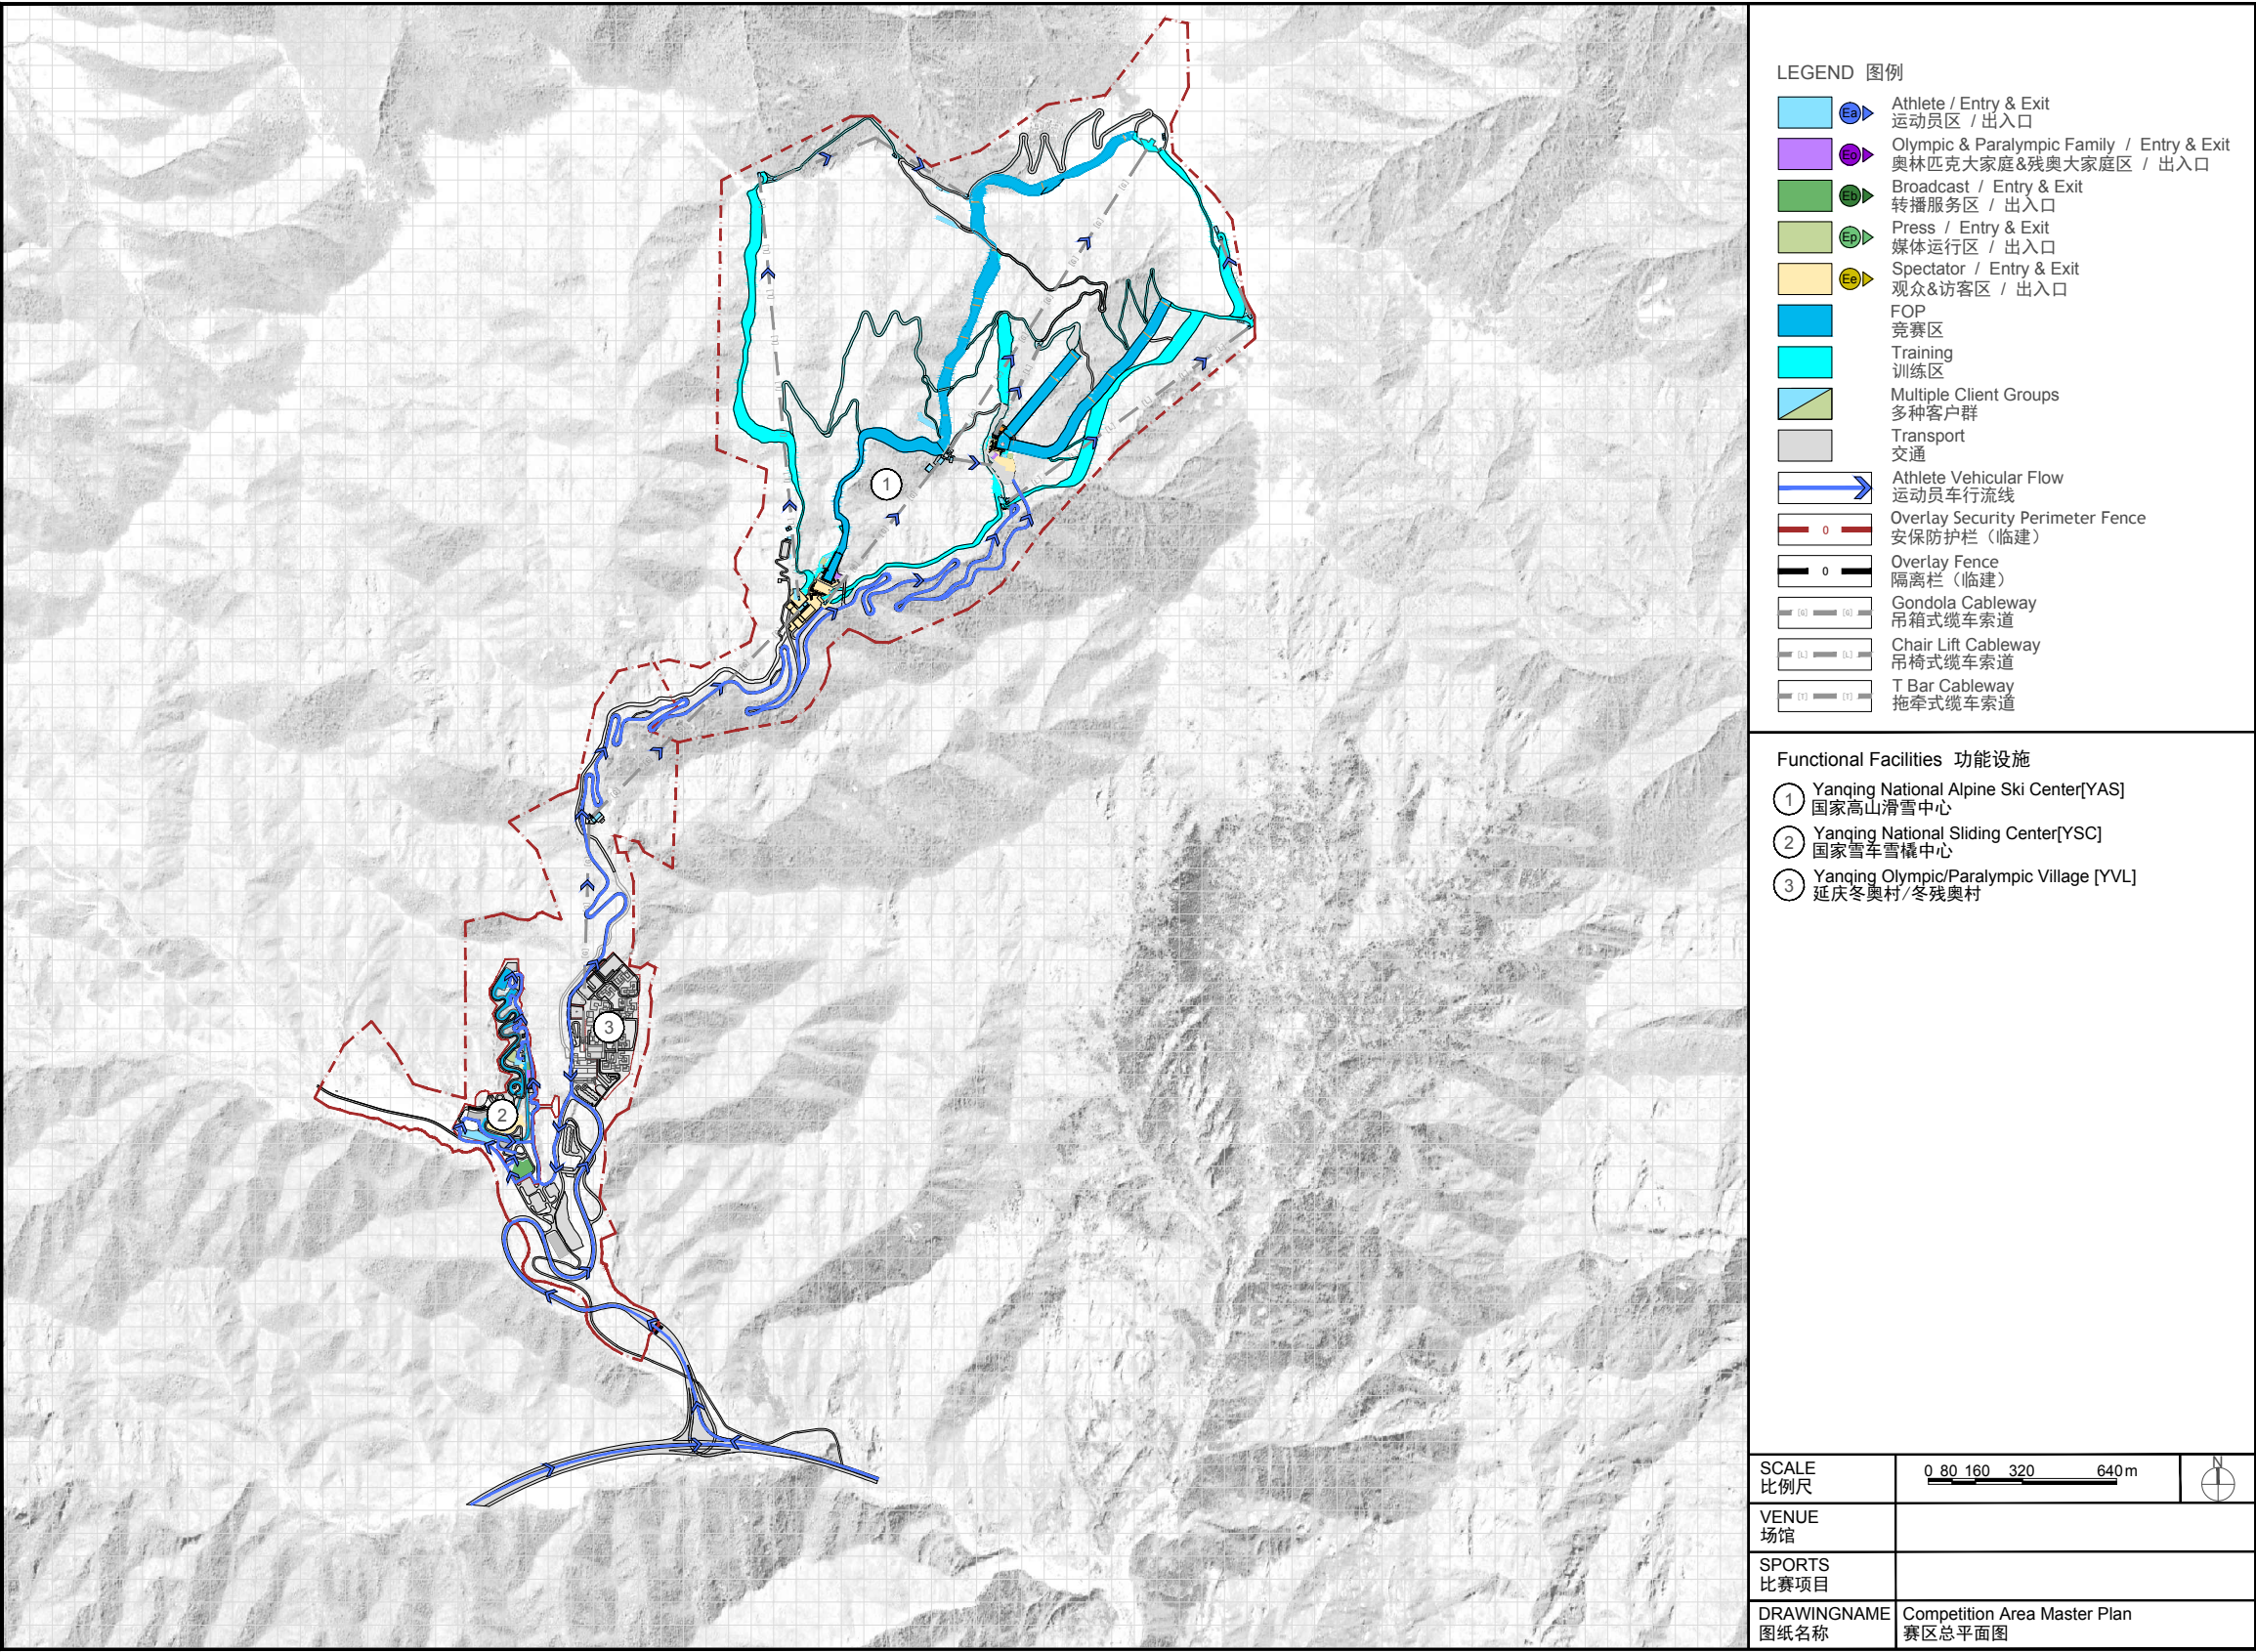 LEGEND 图例
Ea
Athlete / Entry & Exit
运动员区 / 出入口
Eo
Olympic & Paralympic Family / Entry & Exit
奥林匹克大家庭&残奥大家庭区 / 出入口
Eb
Broadcast / Entry & Exit
转播服务区 / 出入口
Ep
Press / Entry & Exit
媒体运行区 / 出入口
Ee
Spectator / Entry & Exit
观众&访客区 / 出入口
FOP
竞赛区
Training
训练区
Multiple Client Groups
多种客户群
Transport
交通
Athlete Vehicular Flow
运动员车行流线
0
Overlay Security Perimeter Fence
安保防护栏（临建）
0
Overlay Fence
隔离栏（临建）
[G] [G]
Gondola Cableway
吊箱式缆车索道
[L] [L]
Chair Lift Cableway
吊椅式缆车索道
[T] [T]
T Bar Cableway
拖牵式缆车索道
Functional Facilities 功能设施
1 Yanqing National Alpine Ski Center[YAS]
国家高山滑雪中心
2 Yanqing National Sliding Center[YSC]
国家雪车雪橇中心
3 Yanqing Olympic/Paralympic Village [YVL]
延庆冬奥村/冬残奥村
1
3
2
SCALE
比例尺
0 80 160 320 640m
N
VENUE
场馆
SPORTS
比赛项目
DRAWINGNAME
图纸名称
Competition Area Master Plan
赛区总平面图